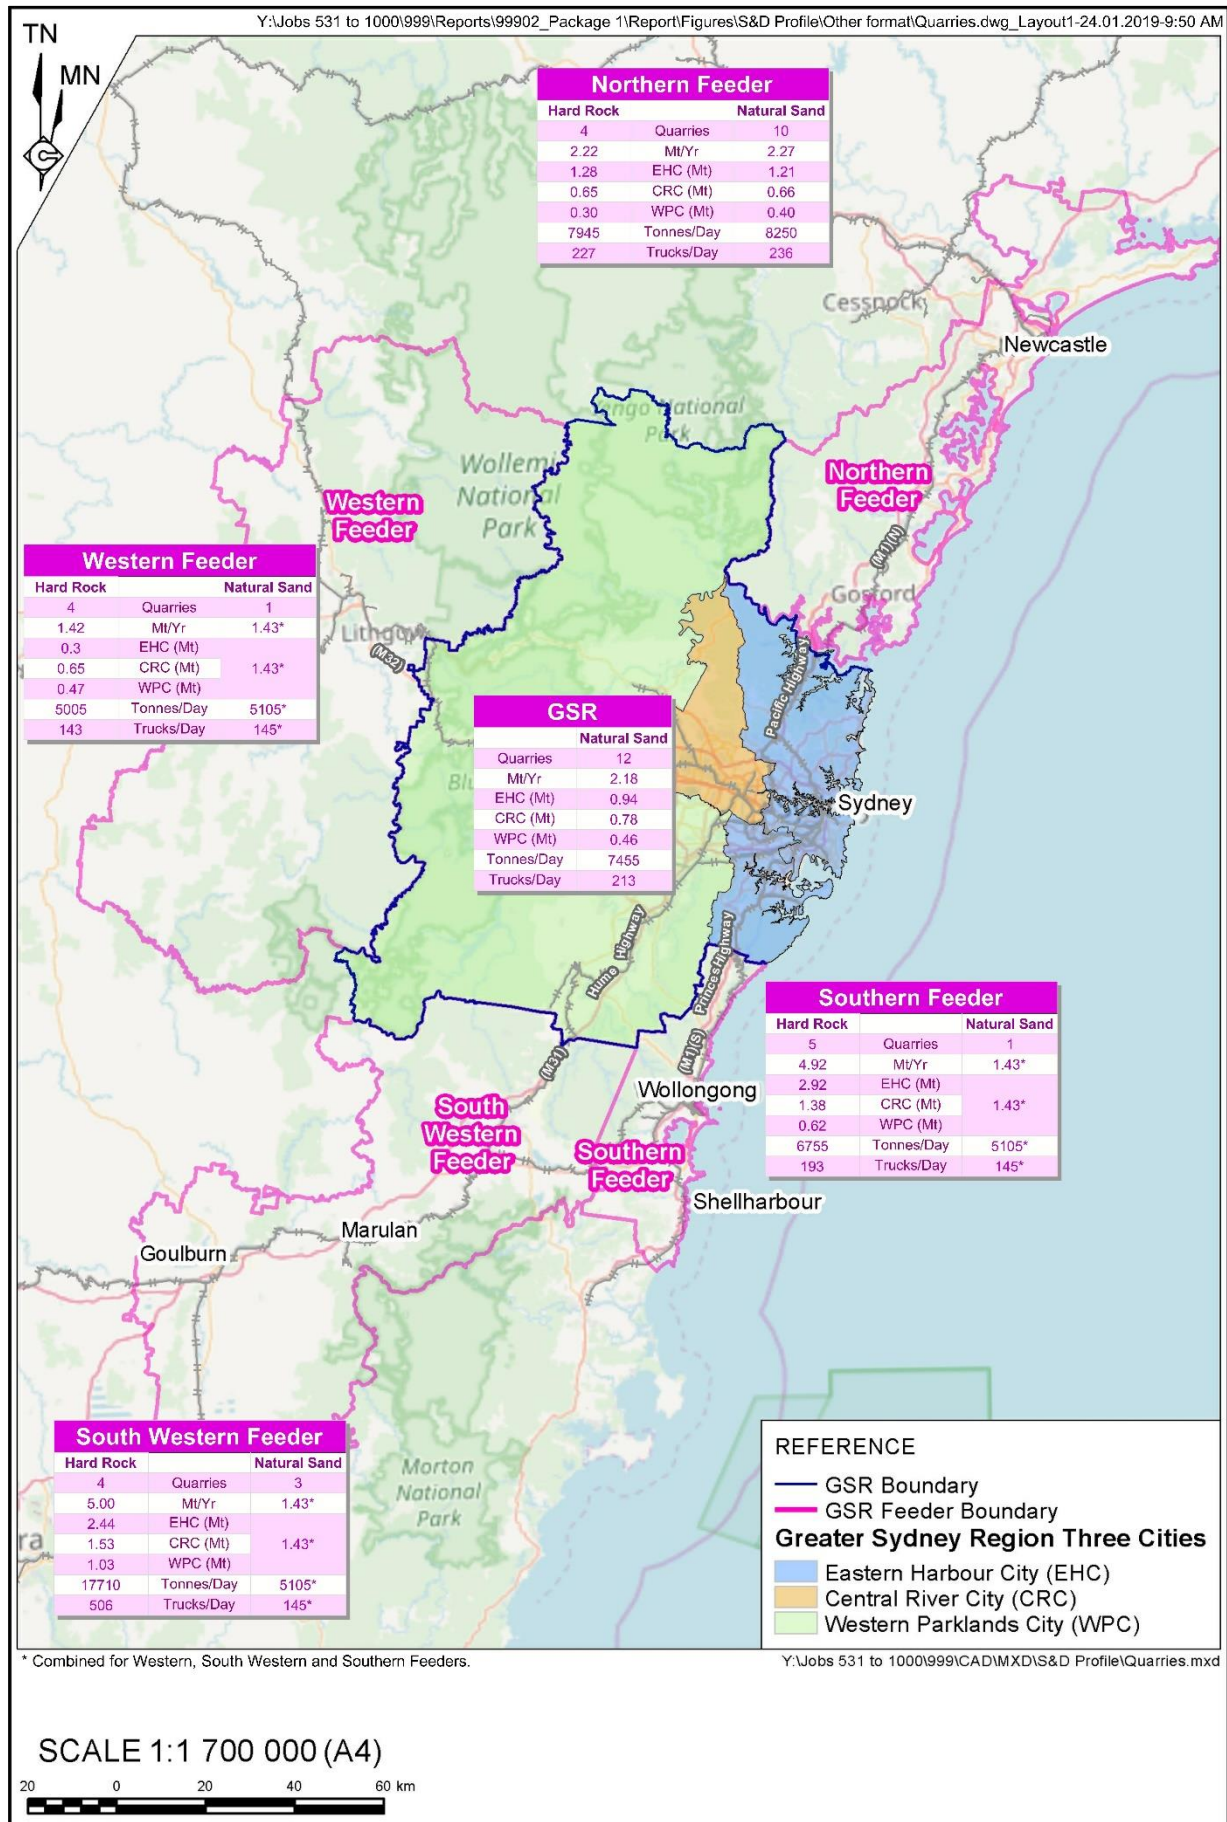 Y:\Jobs 531 to 1000\999\Reports\99902_Package 1\Report\Figures\S&D Profile\Other format\Quarries.dwg_Layout1-24.01.2019-9:50 AM
TN
MN
Northern Feeder
Hard Rock Natural Sand
4 Quarries 10
2.22 Mt/Yr 2.27
1.28 EHC (Mt) 1.21
0.65 CRC (Mt) 0.66
0.30 WPC (Mt) 0.40
7945 Tonnes/Day 8250
227 Trucks/Day 236
Cessnock
Newcastle
National
Park
Wollemi
National
Park
Northern
Feeder
Western
Feeder
(M1)(N)
Western Feeder
Hard Rock Natural Sand
4 Quarries 1
1.42 Mt/Yr 1.43*
0.3 EHC (Mt)
0.65 CRC (Mt) 1.43*
0.47 WPC (Mt)
5005 Tonnes/Day 5105*
143 Trucks/Day 145*
Gosford
Lithgow
(M32)
Pacific Highway
GSR
Natural Sand
Quarries 12
Mt/Yr 2.18
EHC (Mt) 0.94
CRC (Mt) 0.78
WPC (Mt) 0.46
Tonnes/Day 7455
Trucks/Day 213
Sydney
Hume Highway
Princes Highway
Southern Feeder
Hard Rock Natural Sand
5 Quarries 1
4.92 Mt/Yr 1.43*
2.92 EHC (Mt)
1.38 CRC (Mt) 1.43*
0.62 WPC (Mt)
6755 Tonnes/Day 5105*
193 Trucks/Day 145*
(M31)
(M1)(S)
Wollongong
South
Western
Feeder
Southern
Feeder
Shellharbour
Marulan
Goulburn
South Western Feeder
Hard Rock Natural Sand
4 Quarries 3
5.00 Mt/Yr 1.43*
2.44 EHC (Mt)
1.53 CRC (Mt) 1.43*
1.03 WPC (Mt)
17710 Tonnes/Day 5105*
506 Trucks/Day 145*
Morton
National
Park
REFERENCE
GSR Boundary
GSR Feeder Boundary
Greater Sydney Region Three Cities
Eastern Harbour City (EHC)
Central River City (CRC)
Western Parklands City (WPC)
* Combined for Western, South Western and Southern Feeders.
Y:\Jobs 531 to 1000\999\CAD\MXD\S&D Profile\Quarries.mxd
SCALE 1:1 700 000 (A4)
20 0 20 40 60 km